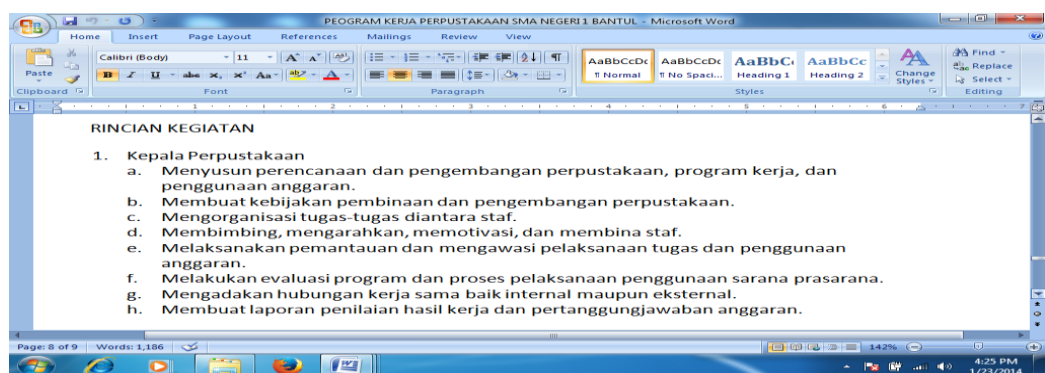 PEOGRAM KERJA PERPUSTAKAAN SMA NEGERI 1 BANTUL - Microsoft Word
Home Insert Page Layout References Mailings Review View
Calibri (Body) 11
Paste
AaBbCcDc AaBbCcDc AaBbC AaBbCc
¶ Normal ¶ No Spaci... Heading 1 Heading 2
Change Styles
Find
Replace
Select
Clipboard Font Paragraph Styles Editing
RINCIAN KEGIATAN
1. Kepala Perpustakaan
a. Menyusun perencanaan dan pengembangan perpustakaan, program kerja, dan
penggunaan anggaran.
b. Membuat kebijakan pembinaan dan pengembangan perpustakaan.
c. Mengorganisasi tugas-tugas diantara staf.
d. Membimbing, mengarahkan, memotivasi, dan membina staf.
e. Melaksanakan pemantauan dan mengawasi pelaksanaan tugas dan penggunaan
anggaran.
f. Melakukan evaluasi program dan proses pelaksanaan penggunaan sarana prasarana.
g. Mengadakan hubungan kerja sama baik internal maupun eksternal.
h. Membuat laporan penilaian hasil kerja dan pertanggungjawaban anggaran.
Page: 8 of 9 Words: 1,186 142%
4:25 PM
1/23/2014